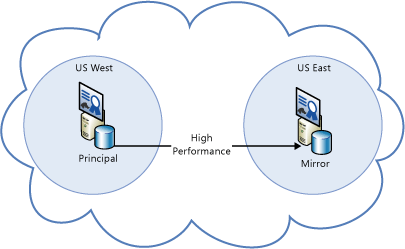 US West
US East
High
Performance
Principal
Mirror